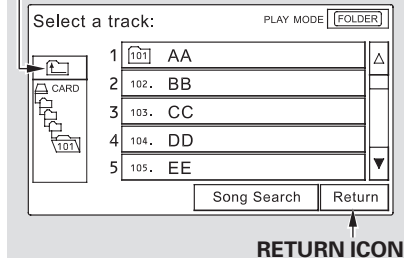 Select a track:
PLAY MODE FOLDER
1 101 AA
CARD
2 102. BB
3 103. CC
101
4 104. DD
5 105. EE
Song Search Return
RETURN ICON